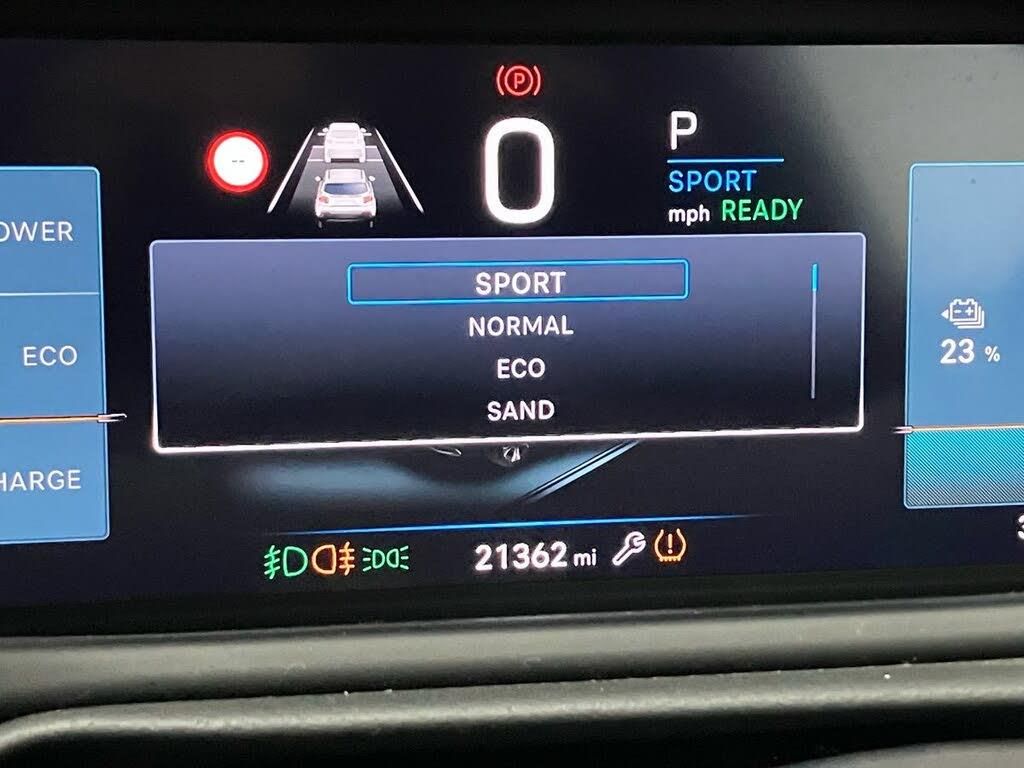 P
0
P
SPORT
mph READY
OWER
ECO
HARGE
SPORT
NORMAL
ECO
SAND
23 %
21362 mi